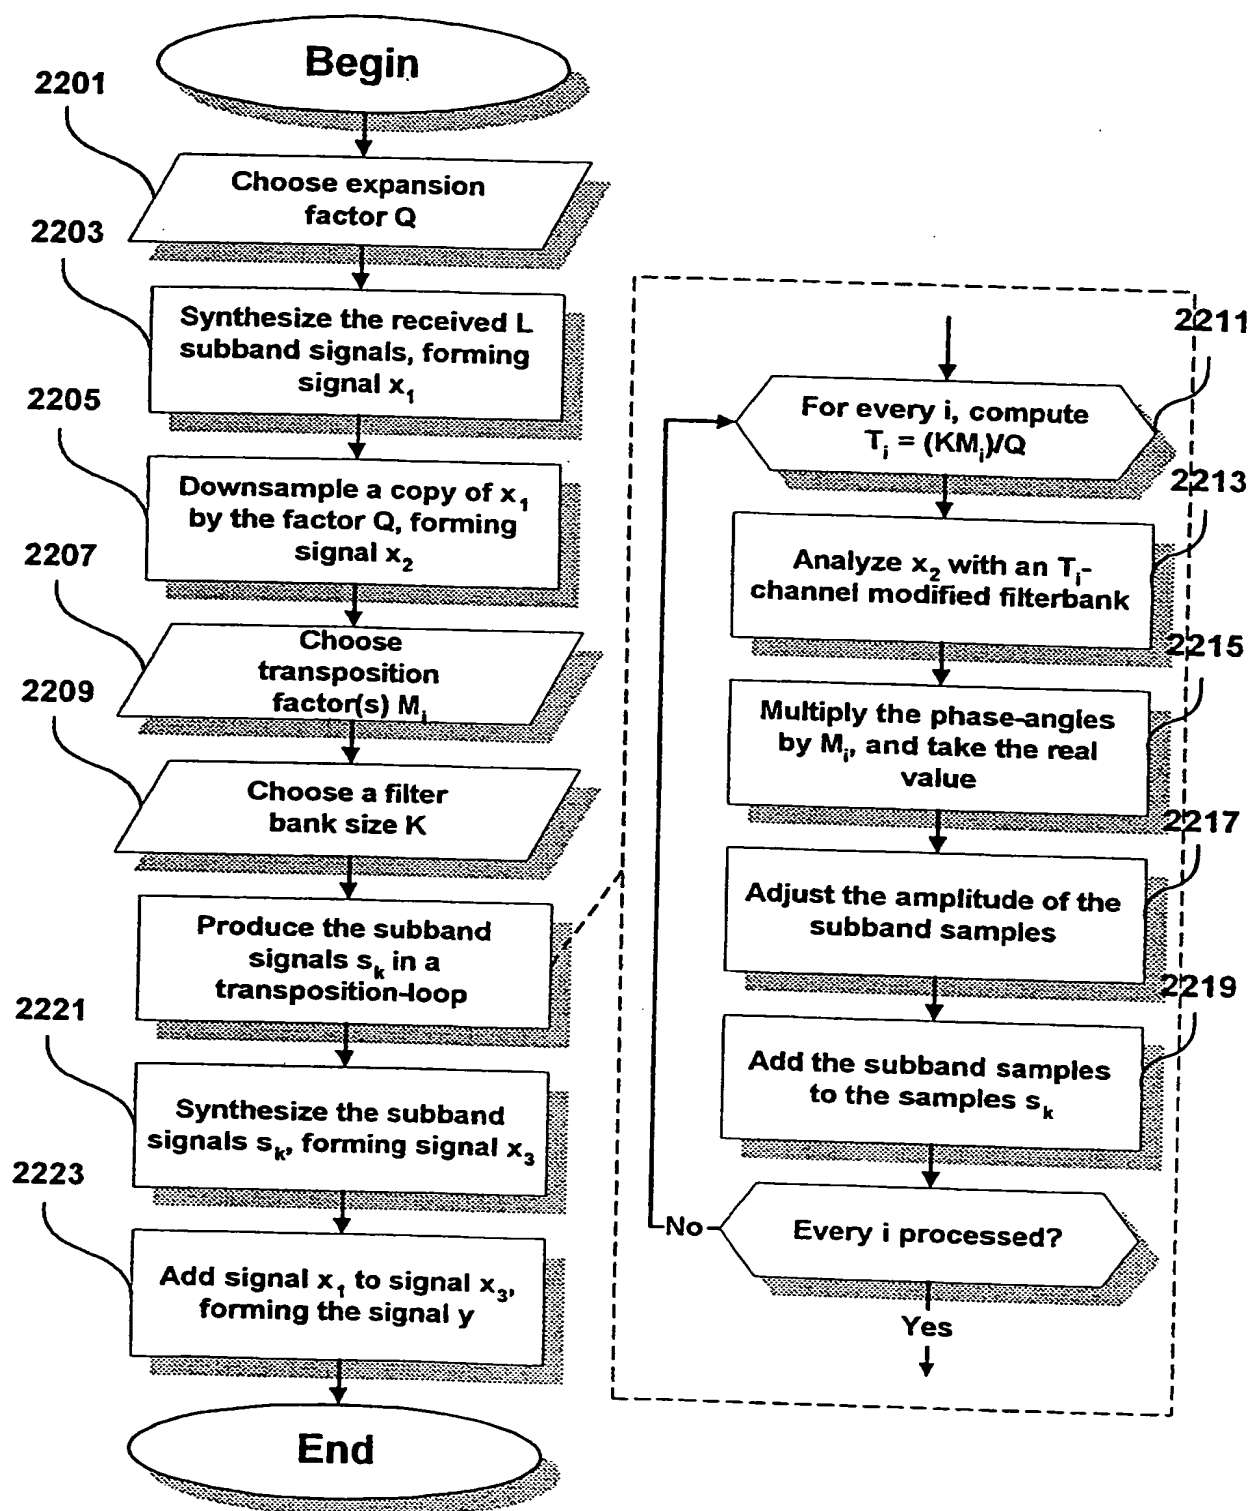 Begin
2201
Choose expansion
factor Q
2203
Synthesize the received L
subband signals, forming
signal x₁
2205
Downsample a copy of x₁
by the factor Q, forming
signal x₂
2207
Choose
transposition
factor(s) Mᵢ
2209
Choose a filter
bank size K
Produce the subband
signals sₖ in a
transposition-loop
2221
Synthesize the subband
signals sₖ, forming signal x₃
2223
Add signal x₁ to signal x₃,
forming the signal y
End
2211
For every i, compute
Tᵢ = (KMᵢ)/Q
2213
Analyze x₂ with an Tᵢ-
channel modified filterbank
2215
Multiply the phase-angles
by Mᵢ, and take the real
value
2217
Adjust the amplitude of the
subband samples
2219
Add the subband samples
to the samples sₖ
No
Every i processed?
Yes